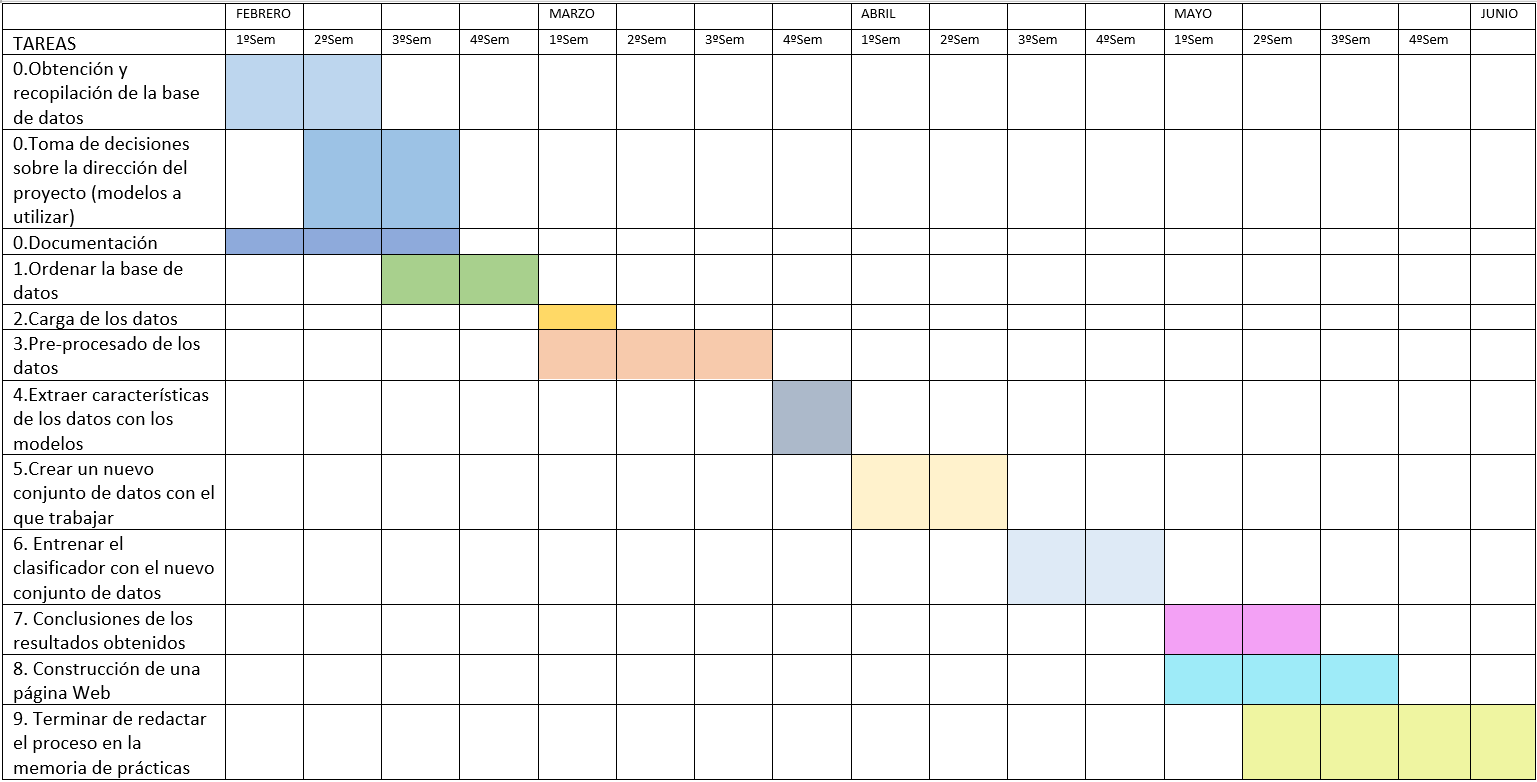 FEBRERO MARZO ABRIL MAYO JUNIO
TAREAS 1ºSem 2ºSem 3ºSem 4ºSem 1ºSem 2ºSem 3ºSem 4ºSem 1ºSem 2ºSem 3ºSem 4ºSem 1ºSem 2ºSem 3ºSem 4ºSem
0.Obtención y
recopilación de la base
de datos
0.Toma de decisiones
sobre la dirección del
proyecto (modelos a
utilizar)
0.Documentación
1.Ordenar la base de
datos
2.Carga de los datos
3.Pre-procesado de los
datos
4.Extraer características
de los datos con los
modelos
5.Crear un nuevo
conjunto de datos con el
que trabajar
6. Entrenar el
clasificador con el nuevo
conjunto de datos
7. Conclusiones de los
resultados obtenidos
8. Construcción de una
página Web
9. Terminar de redactar
el proceso en la
memoria de prácticas